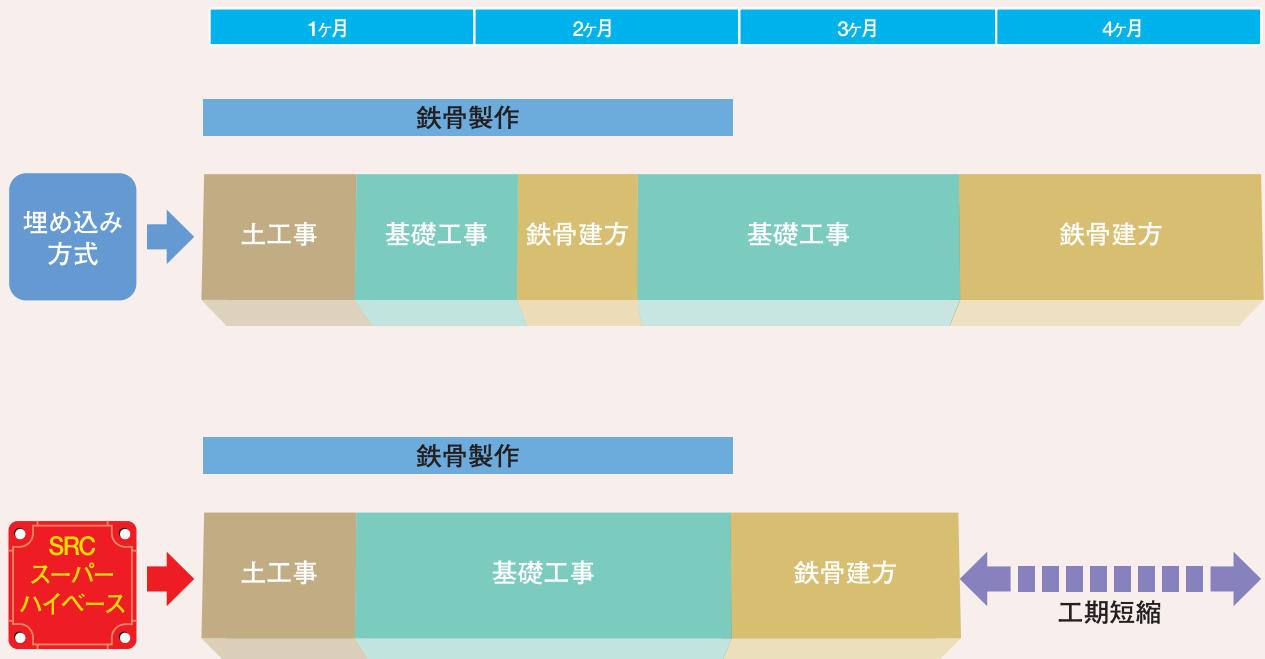 1ヶ月 2ヶ月 3ヶ月 4ヶ月
鉄骨製作
埋め込み
方式
土工事 基礎工事 鉄骨建方 基礎工事 鉄骨建方
鉄骨製作
SRC
スーパー
ハイベース
土工事 基礎工事 鉄骨建方
工期短縮